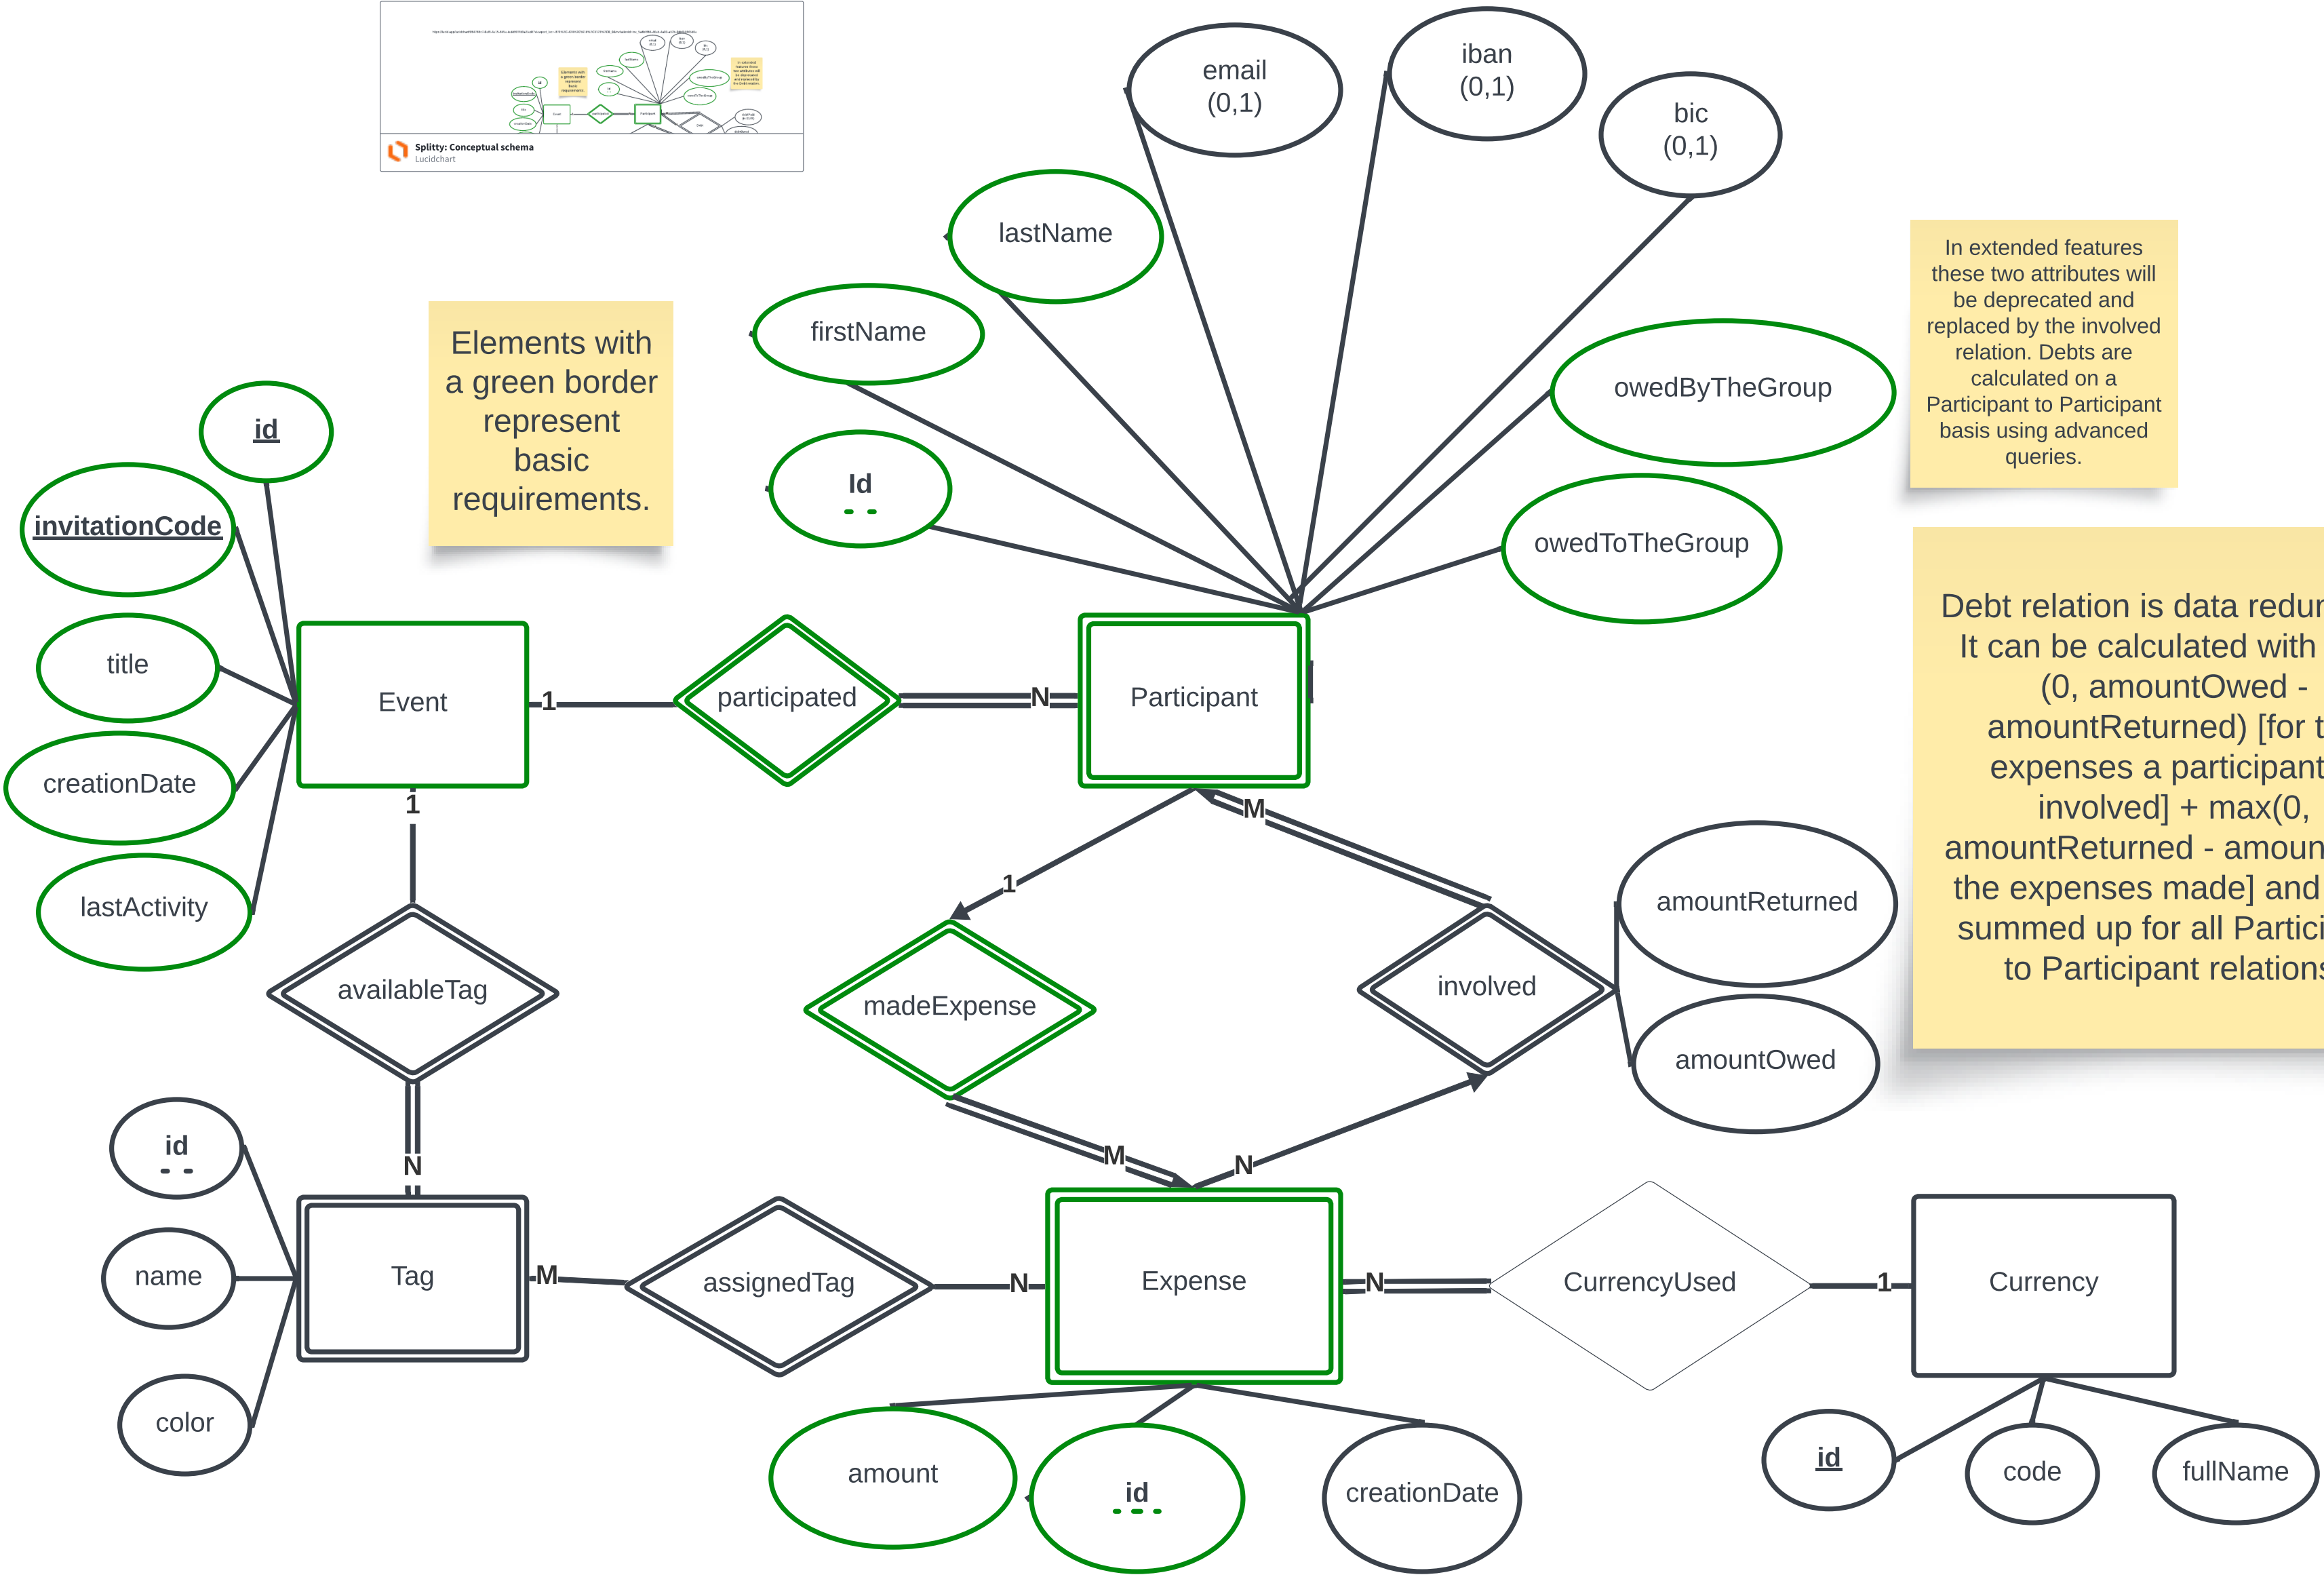 email
(0,1)
iban
(0,1)
bic
(0,1)
Splitty: Conceptual schema
Lucidchart
lastName
firstName
Id
owedByTheGroup
owedToTheGroup
In extended features
these two attributes will
be deprecated and
replaced by the involved
relation. Debts are
calculated on a
Participant to Participant
basis using advanced
queries.
Elements with
a green border
represent
basic
requirements.
id
invitationCode
title
creationDate
lastActivity
Event
1
participated
N
Participant
Debt relation is data
It can be calculated with
(0, amountOwed -
amountReturned) [for
expenses a participant
involved] + max(0,
amountReturned -
the expenses made] and
summed up for all
to Participant
1
M
1
amountReturned
availableTag
madeExpense
involved
amountOwed
N
M
N
id
name
color
Tag
M
assignedTag
N
Expense
N
CurrencyUsed
1
Currency
amount
id
creationDate
id
code
fullName